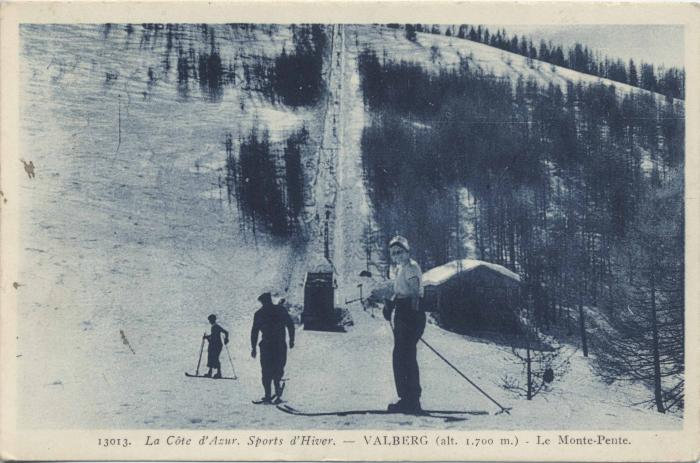 13013. La Côte d'Azur. Sports d'Hiver. — VALBERG (alt. 1.700 m.) - Le Monte-Pente.